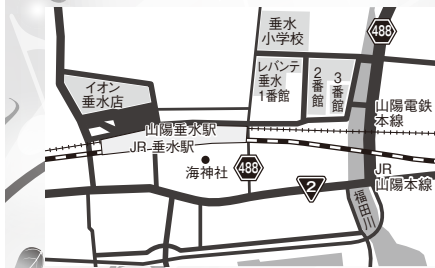 垂水
小学校
488
イオン
垂水店
レバンテ
垂水
1番館
2
番
館
3
番
館
山陽電鉄
本線
山陽垂水駅
JR 垂水駅
海神社
488
2
JR
山陽本線
福田川